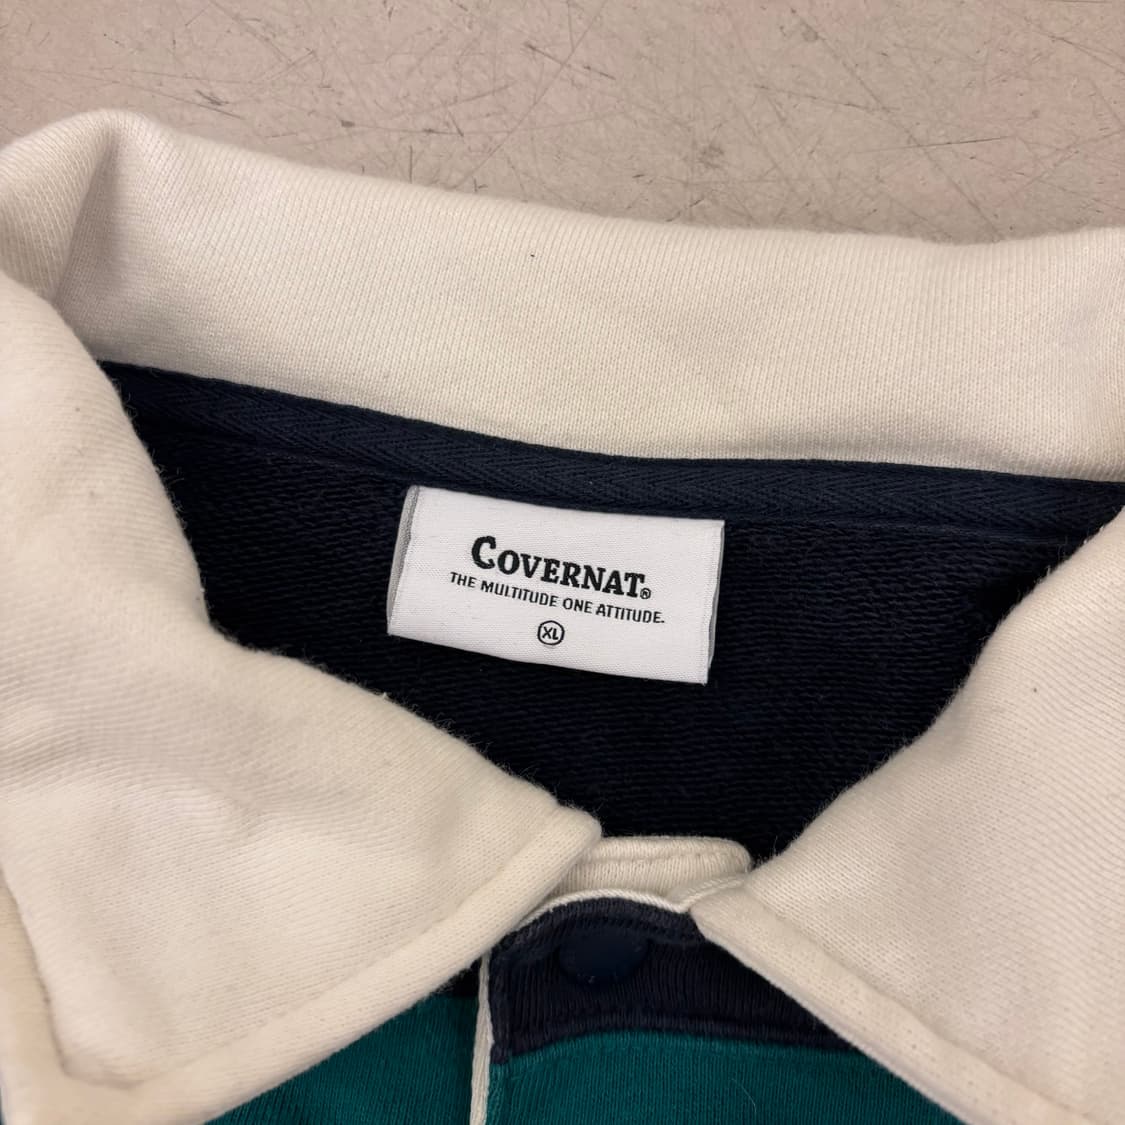 COVERNAT®
THE MULTITUDE ONE ATTITUDE.
XL